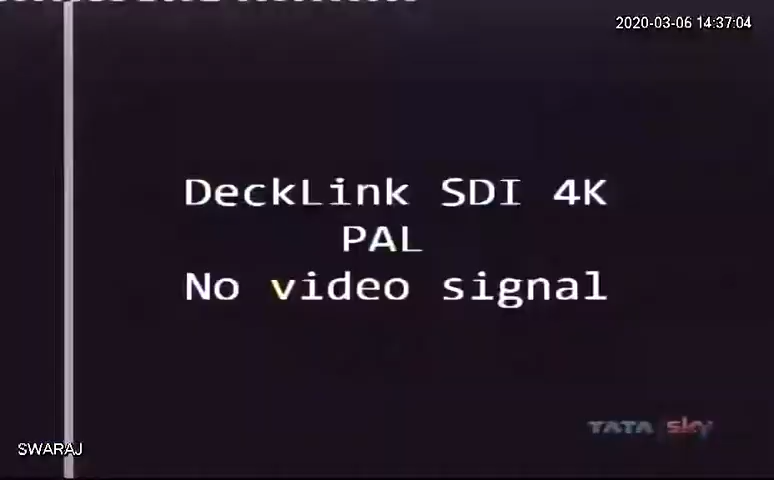 2020-03-06 14:37:04
DeckLink SDI 4K
PAL
No video signal
TATA sky
SWARAJ